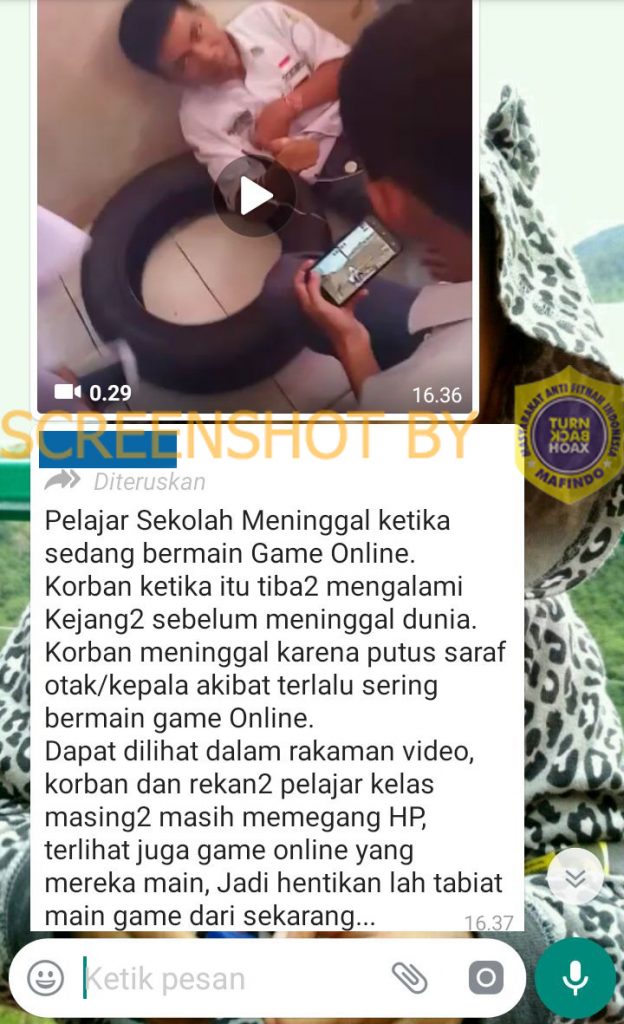 0.29
16.36
SCREENSHOT BY
MASYARAKAT ANTI FITNAH INDONESIA
TURN
BACK
HOAX
MAFINDO
Diteruskan
Pelajar Sekolah Meninggal ketika
sedang bermain Game Online.
Korban ketika itu tiba2 mengalami
Kejang2 sebelum meninggal dunia.
Korban meninggal karena putus saraf
otak/kepala akibat terlalu sering
bermain game Online.
Dapat dilihat dalam rakaman video,
korban dan rekan2 pelajar kelas
masing2 masih memegang HP,
terlihat juga game online yang
mereka main, Jadi hentikan lah tabiat
main game dari sekarang...
16.37
Ketik pesan